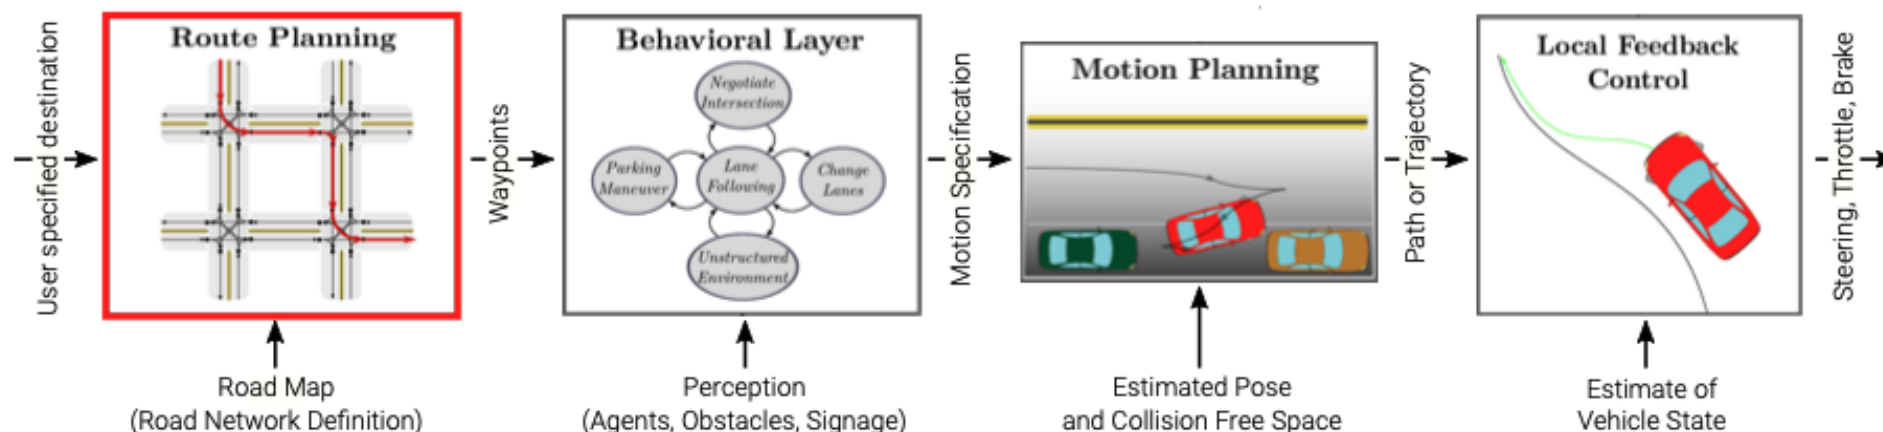 User specified destination
Route Planning
Road Map
(Road Network Definition)
Waypoints
Behavioral Layer
Negotiate
Intersection
Parking
Maneuver
Lane
Following
Change
Lanes
Unstructured
Environment
Perception
(Agents, Obstacles, Signage)
Motion Specification
Motion Planning
Estimated Pose
and Collision Free Space
Path or Trajectory
Local Feedback
Control
Estimate of
Vehicle State
Steering, Throttle, Brake